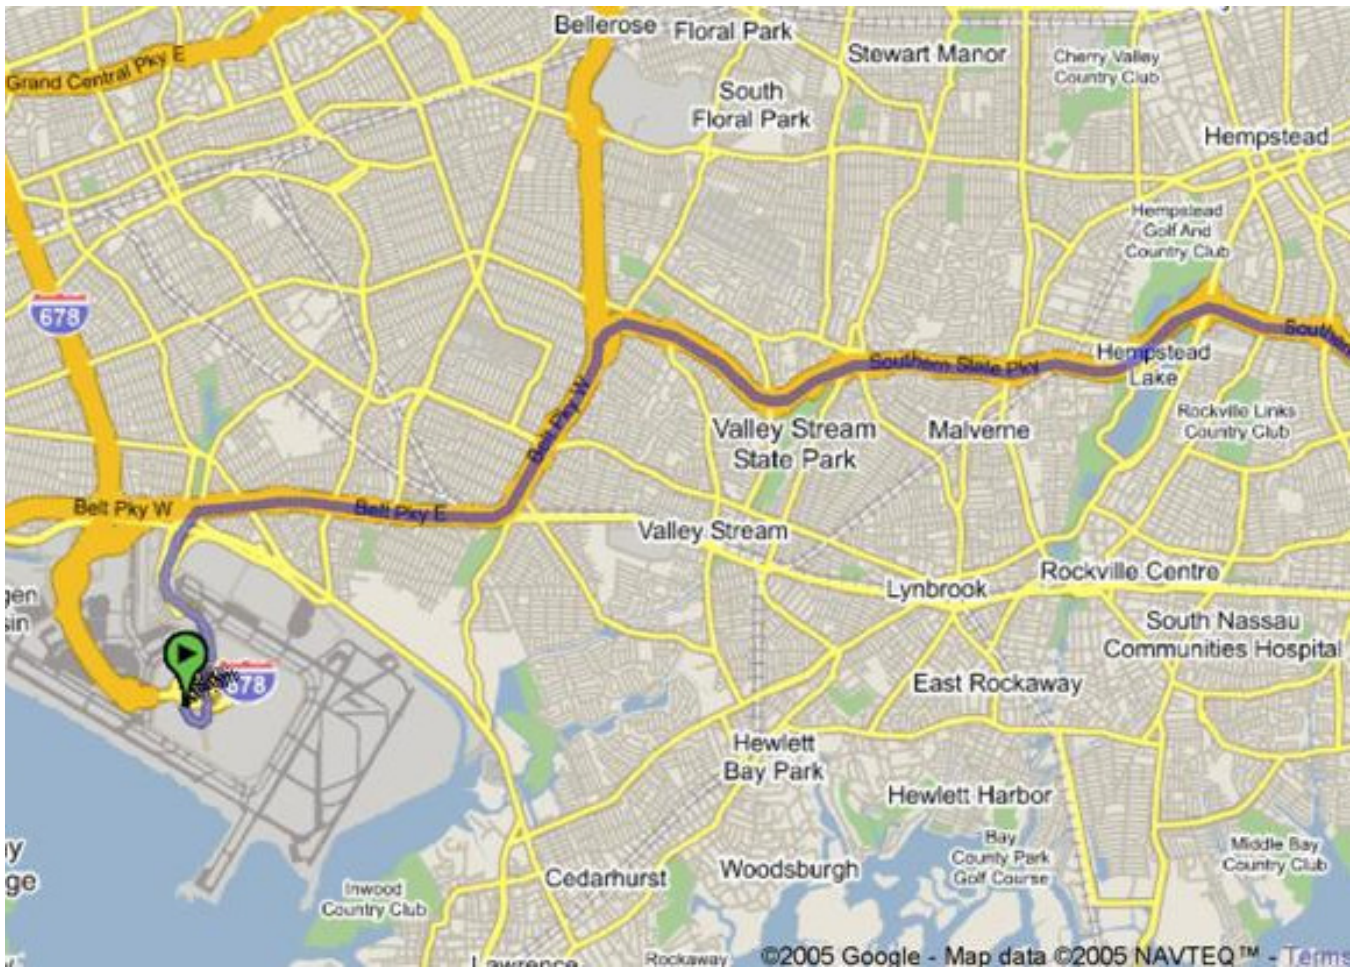 Bellerose
Floral Park
Stewart Manor
Cherry Valley
Country Club
Grand Central Pky E
South
Floral Park
Hempstead
Hempstead
Golf And
Country Club
678
Southern State Pky
Hempstead
Lake
Southern
Belt Pky W
Valley Stream
State Park
Malverne
Rockville Links
Country Club
Belt Pky W
Belt Pky E
Valley Stream
Lynbrook
Rockville Centre
South Nassau
Communities Hospital
678
East Rockaway
Hewlett
Bay Park
Hewlett Harbor
Bay
County Park
Golf Course
Middle Bay
Country Club
Woodsburgh
Cedarhurst
Inwood
Country Club
Lawrence
Rockaway
©2005 Google - Map data ©2005 NAVTEQ™ - Terms